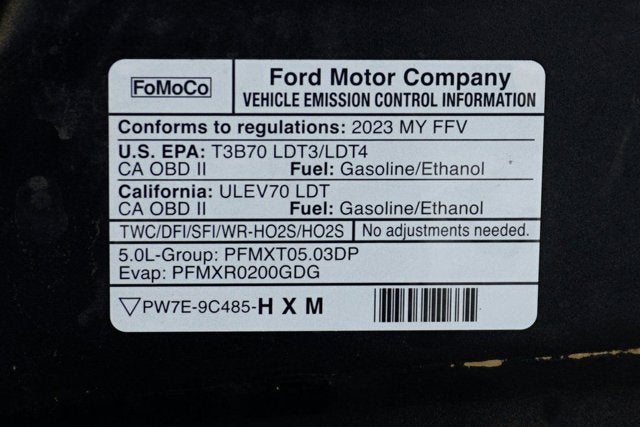 FoMoCo
Ford Motor Company
VEHICLE EMISSION CONTROL INFORMATION
Conforms to regulations: 2023 MY FFV
U.S. EPA: T3B70 LDT3/LDT4
CA OBD II Fuel: Gasoline/Ethanol
California: ULEV70 LDT
CA OBD II Fuel: Gasoline/Ethanol
TWC/DFI/SFI/WR-HO2S/HO2S No adjustments needed.
5.0L-Group: PFMXT05.03DP
Evap: PFMXR0200GDG
▽PW7E-9C485-H X M